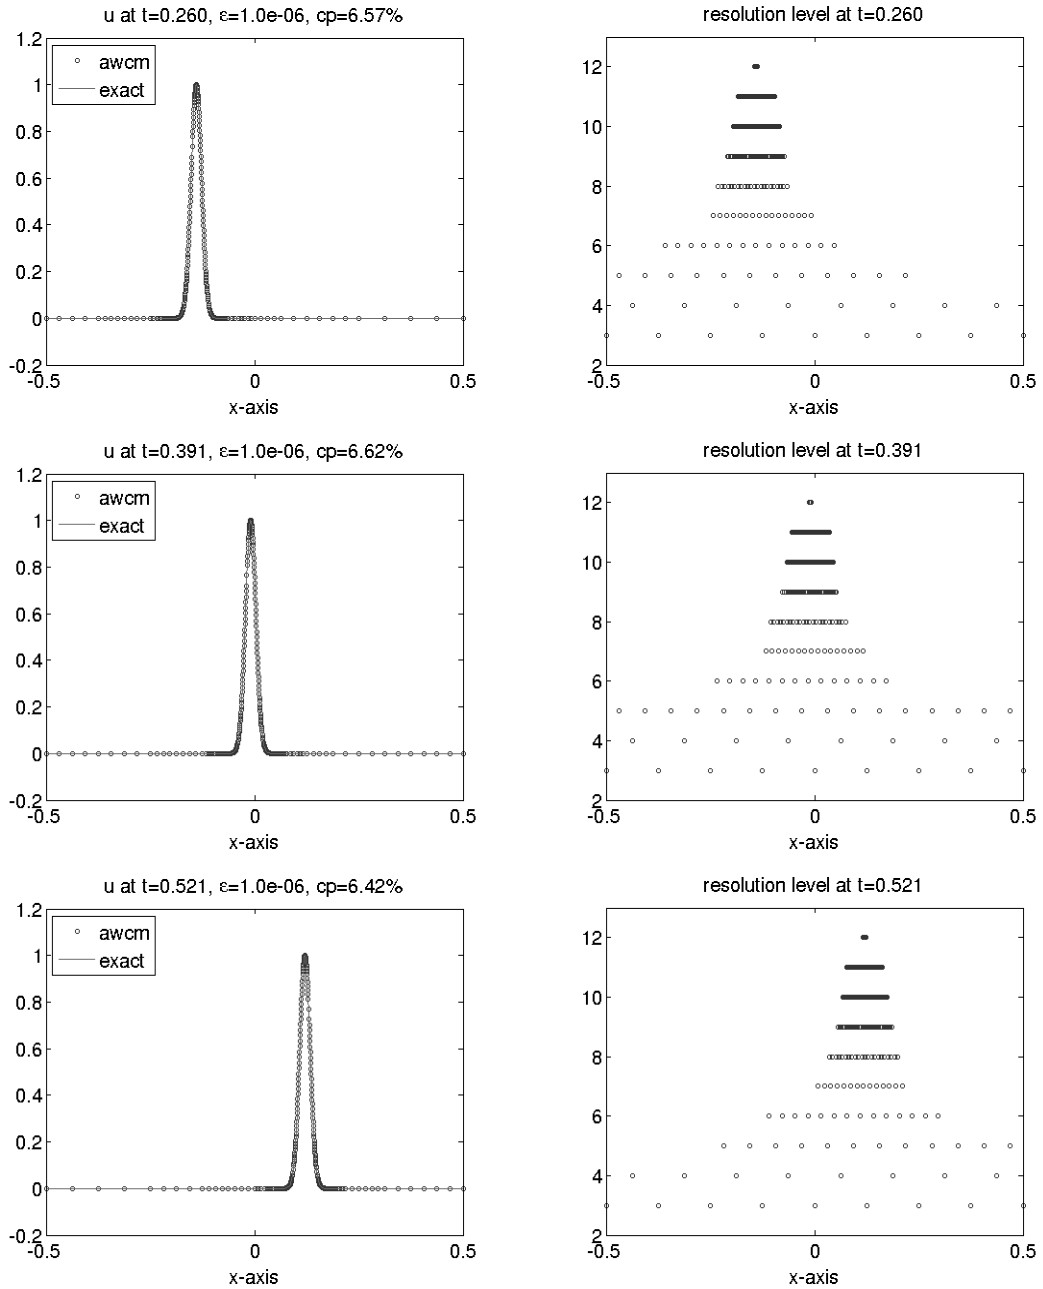 u at t=0.260, ε=1.0e-06, cp=6.57%
1.2
1
0.8
0.6
0.4
0.2
0
-0.2
awcm
exact
-0.5 0 0.5
x-axis
resolution level at t=0.260
12
10
8
6
4
2
-0.5 0 0.5
x-axis
u at t=0.391, ε=1.0e-06, cp=6.62%
1.2
1
0.8
0.6
0.4
0.2
0
-0.2
awcm
exact
-0.5 0 0.5
x-axis
resolution level at t=0.391
12
10
8
6
4
2
-0.5 0 0.5
x-axis
u at t=0.521, ε=1.0e-06, cp=6.42%
1.2
1
0.8
0.6
0.4
0.2
0
-0.2
awcm
exact
-0.5 0 0.5
x-axis
resolution level at t=0.521
12
10
8
6
4
2
-0.5 0 0.5
x-axis